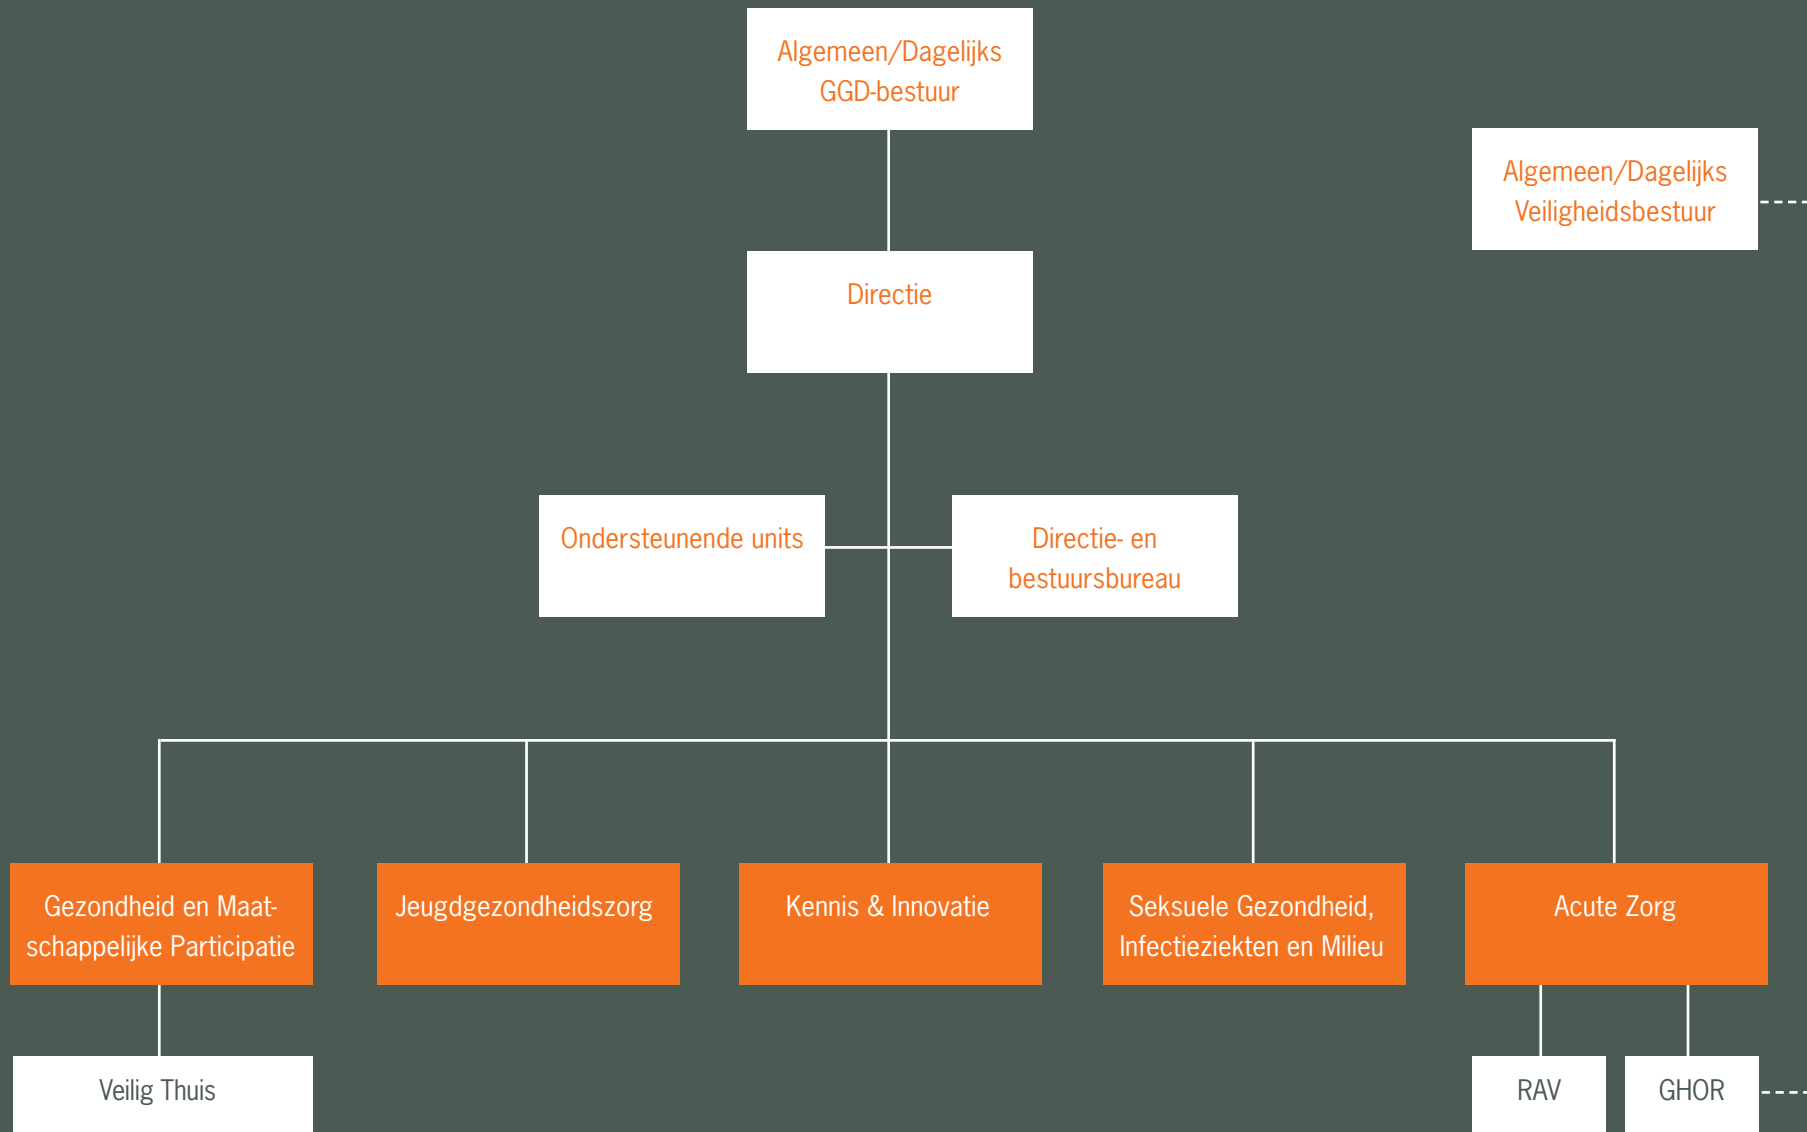 Algemeen/Dagelijks
GGD-bestuur
Algemeen/Dagelijks
Veiligheidsbestuur
Directie
Ondersteunende units
Directie- en
bestuursbureau
Gezondheid en Maat-
schappelijke Participatie
Jeugdgezondheidszorg
Kennis & Innovatie
Seksuele Gezondheid,
Infectieziekten en Milieu
Acute Zorg
Veilig Thuis
RAV
GHOR